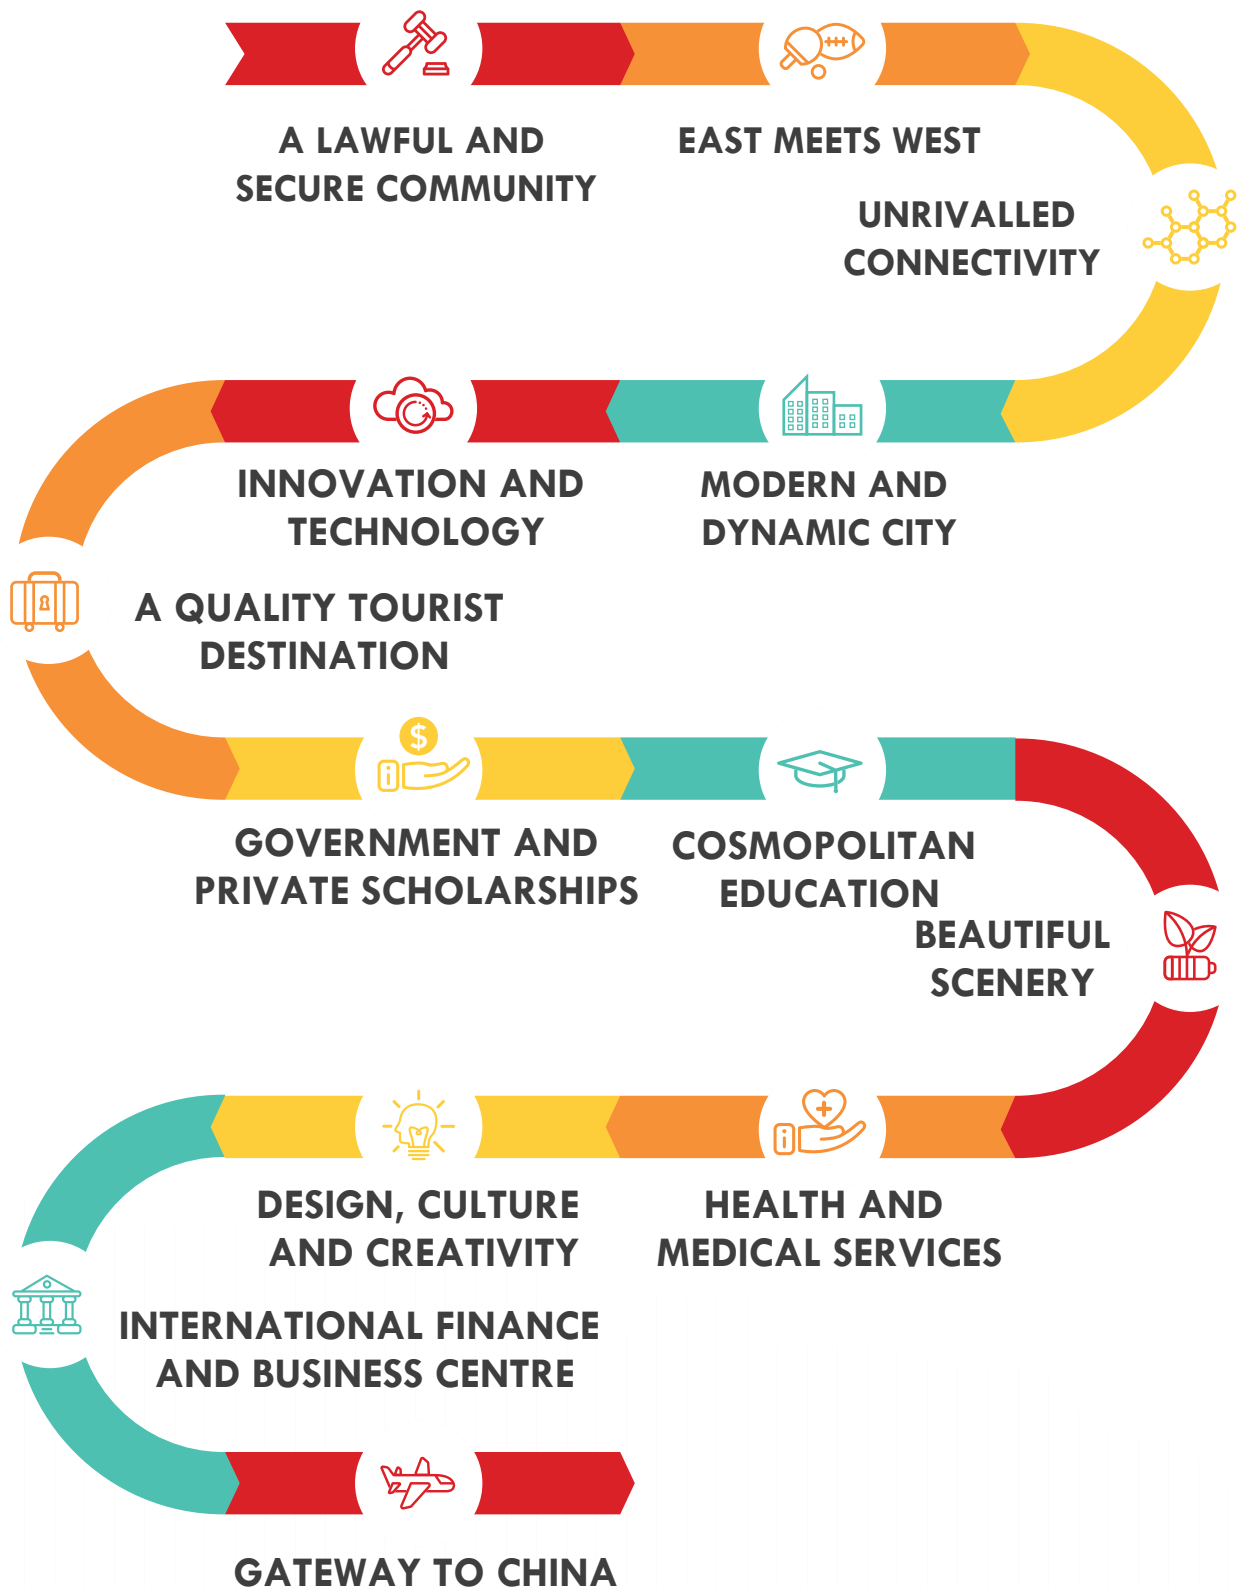 A LAWFUL AND
SECURE COMMUNITY
EAST MEETS WEST
UNRIVALLED
CONNECTIVITY
MODERN AND
DYNAMIC CITY
INNOVATION AND
TECHNOLOGY
A QUALITY TOURIST
DESTINATION
$
GOVERNMENT AND
PRIVATE SCHOLARSHIPS
COSMOPOLITAN
EDUCATION
BEAUTIFUL
SCENERY
HEALTH AND
MEDICAL SERVICES
DESIGN, CULTURE
AND CREATIVITY
INTERNATIONAL FINANCE
AND BUSINESS CENTRE
GATEWAY TO CHINA